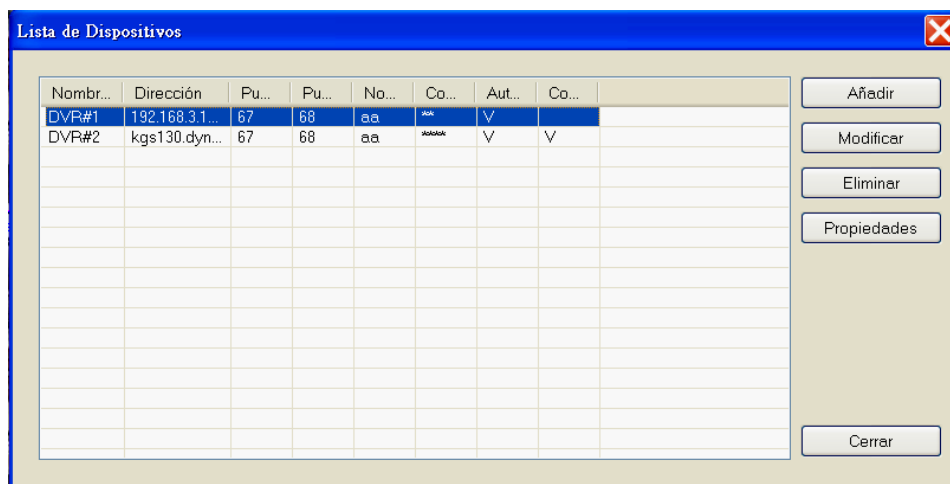 Lista de Dispositivos
Nombr... Dirección Pu... Pu... No... Co... Aut... Co...
DVR#1 192.168.3.1... 67 68 aa ** V
DVR#2 kgs130.dyn... 67 68 aa **** V V
Añadir
Modificar
Eliminar
Propiedades
Cerrar